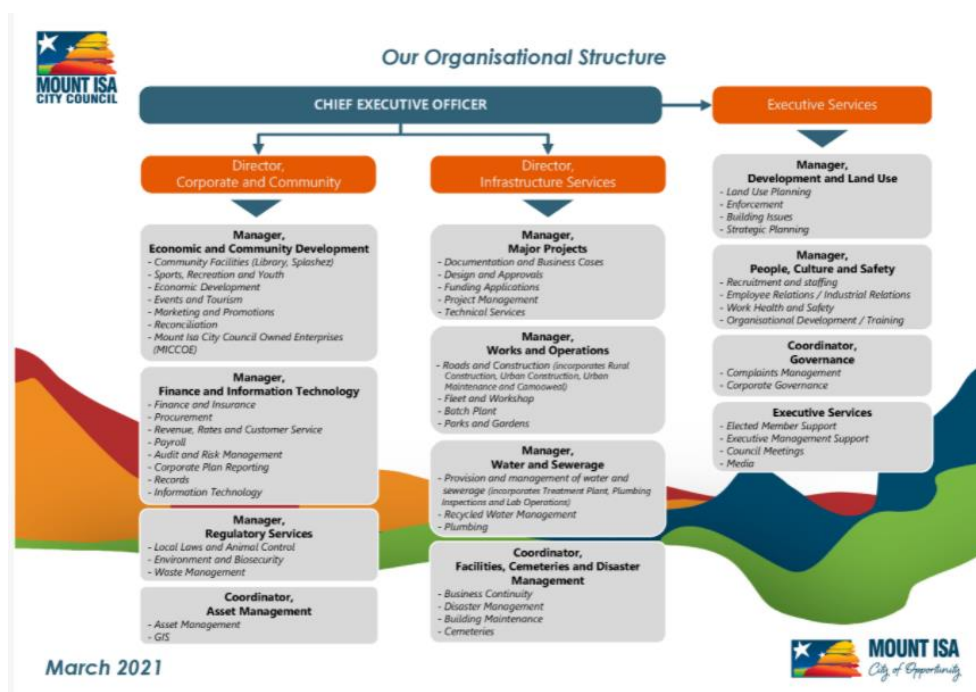 MOUNT ISA
CITY COUNCIL
Our Organisational Structure
CHIEF EXECUTIVE OFFICER
Executive Services
Director,
Corporate and Community
Manager,
Economic and Community Development
- Community Facilities (Library, Splashez)
- Sports, Recreation and Youth
- Economic Development
- Events and Tourism
- Marketing and Promotions
- Reconciliation
- Mount Isa City Council Owned Enterprises
(MICCOE)
Manager,
Finance and Information Technology
- Finance and Insurance
- Procurement
- Revenue, Rates and Customer Service
- Payroll
- Audit and Risk Management
- Corporate Plan Reporting
- Records
- Information Technology
Manager,
Regulatory Services
- Local Laws and Animal Control
- Environment and Biosecurity
- Waste Management
Coordinator,
Asset Management
- Asset Management
- GIS
Director,
Infrastructure Services
Manager,
Major Projects
- Documentation and Business Cases
- Design and Approvals
- Funding Applications
- Project Management
- Technical Services
Manager,
Works and Operations
- Roads and Construction (incorporates Rural
Construction, Urban Construction, Urban
Maintenance and Camooweal)
- Fleet and Workshop
- Batch Plant
- Parks and Gardens
Manager,
Water and Sewerage
- Provision and management of water and
sewerage (incorporates Treatment Plant, Plumbing
Inspections and Lab Operations)
- Recycled Water Management
- Plumbing
Coordinator,
Facilities, Cemeteries and Disaster
Management
- Business Continuity
- Disaster Management
- Building Maintenance
- Cemeteries
Manager,
Development and Land Use
- Land Use Planning
- Enforcement
- Building Issues
- Strategic Planning
Manager,
People, Culture and Safety
- Recruitment and staffing
- Employee Relations / Industrial Relations
- Work Health and Safety
- Organisational Development / Training
Coordinator,
Governance
- Complaints Management
- Corporate Governance
Executive Services
- Elected Member Support
- Executive Management Support
- Council Meetings
- Media
March 2021
MOUNT ISA
City of Opportunity